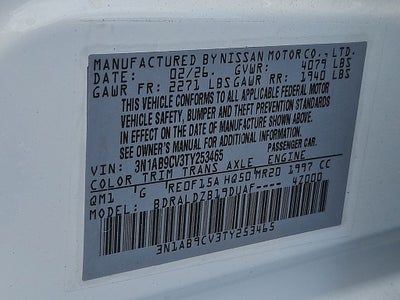 MANUFACTURED BY NISSAN MOTOR CO., LTD.
DATE: 02/26. GVWR: 4079 LBS
GAWR FR: 2271 LBS GAWR RR: 1940 LBS
THIS VEHICLE CONFORMS TO
ALL APPLICABLE FEDERAL MOTOR
VEHICLE SAFETY, BUMPER AND THEFT PREVENTION STANDARDS
IN EFFECT ON THE DATE OF MANUFACTURE SHOWN ABOVE.
SEE OWNER'S MANUAL FOR FURTHER INFORMATION.
VIN: 3N1AB9CV3TY253465 PASSENGER CAR.
COLOR TRIM TRANS AXLE ENGINE
QM1 G RE0F15A HQ50 MR20 1997 CC
MODEL: BDRALDZB19DUAF---- 47000
3N1AB9CV3TY253465